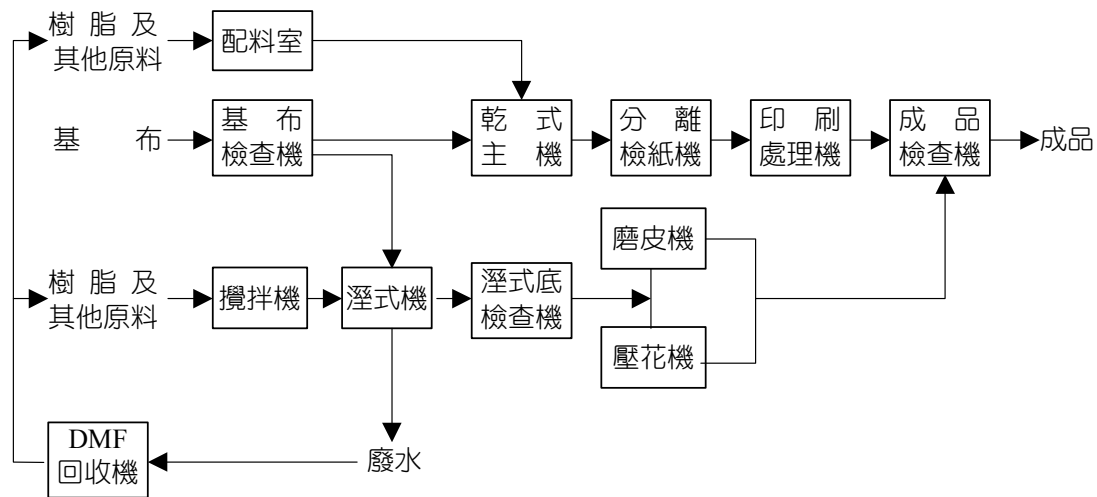 樹 脂 及
其他原料
配料室
基 布
基 布
檢查機
乾 式
主 機
分 離
檢紙機
印 刷
處理機
成 品
檢查機
成品
磨皮機
樹 脂 及
其他原料
攪拌機
溼式機
溼式底
檢查機
壓花機
DMF
回收機
廢水